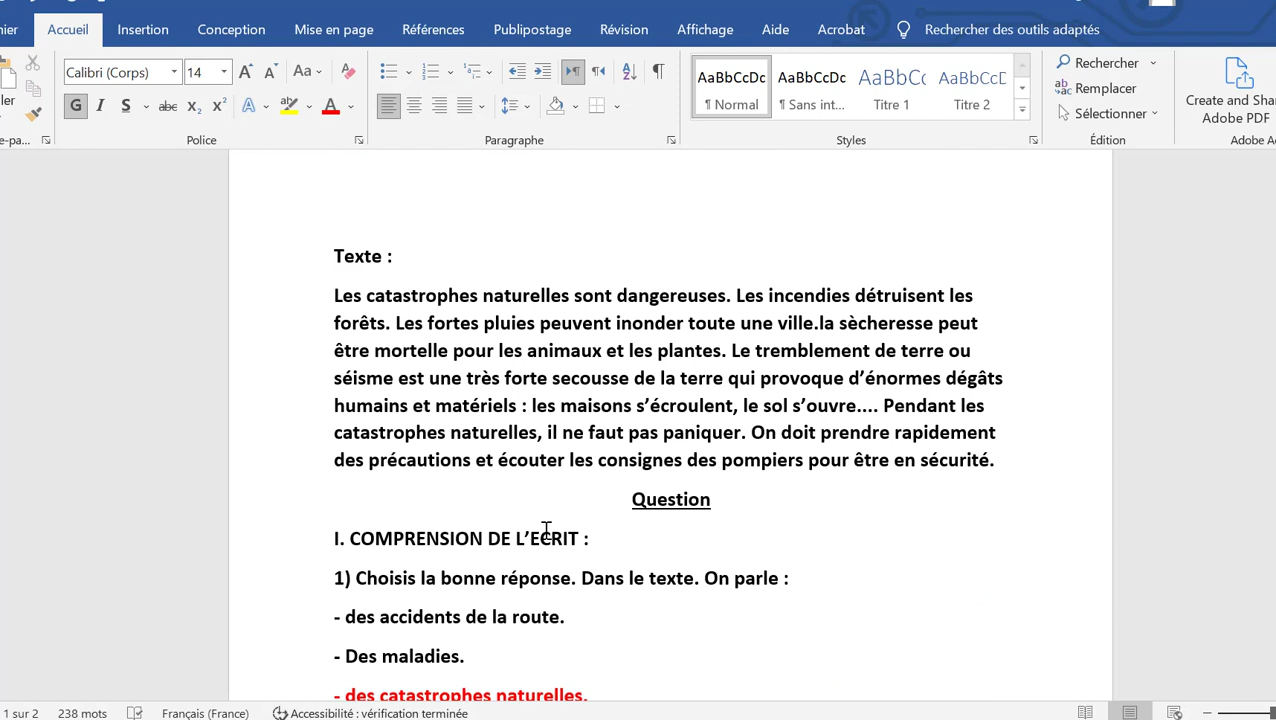 Accueil Insertion Conception Mise en page Références Publipostage Révision Affichage Aide Acrobat Rechercher des outils adaptés
Calibri (Corps) 14 Aa
G I S abc x₂ x² A A
AaBbCcDc AaBbCcDc AaBbCc AaBbCcD
¶ Normal ¶ Sans int... Titre 1 Titre 2
Rechercher
Remplacer
Sélectionner
Create and Sha
Adobe PDF
Police Paragraphe Styles Édition Adobe A
Texte :
Les catastrophes naturelles sont dangereuses. Les incendies détruisent les
forêts. Les fortes pluies peuvent inonder toute une ville.la sècheresse peut
être mortelle pour les animaux et les plantes. Le tremblement de terre ou
séisme est une très forte secousse de la terre qui provoque d’énormes dégâts
humains et matériels : les maisons s’écroulent, le sol s’ouvre.... Pendant les
catastrophes naturelles, il ne faut pas paniquer. On doit prendre rapidement
des précautions et écouter les consignes des pompiers pour être en sécurité.
Question
I. COMPRENSION DE L’ECRIT :
1) Choisis la bonne réponse. Dans le texte. On parle :
- des accidents de la route.
- Des maladies.
- des catastrophes naturelles.
1 sur 2 238 mots Français (France) Accessibilité : vérification terminée